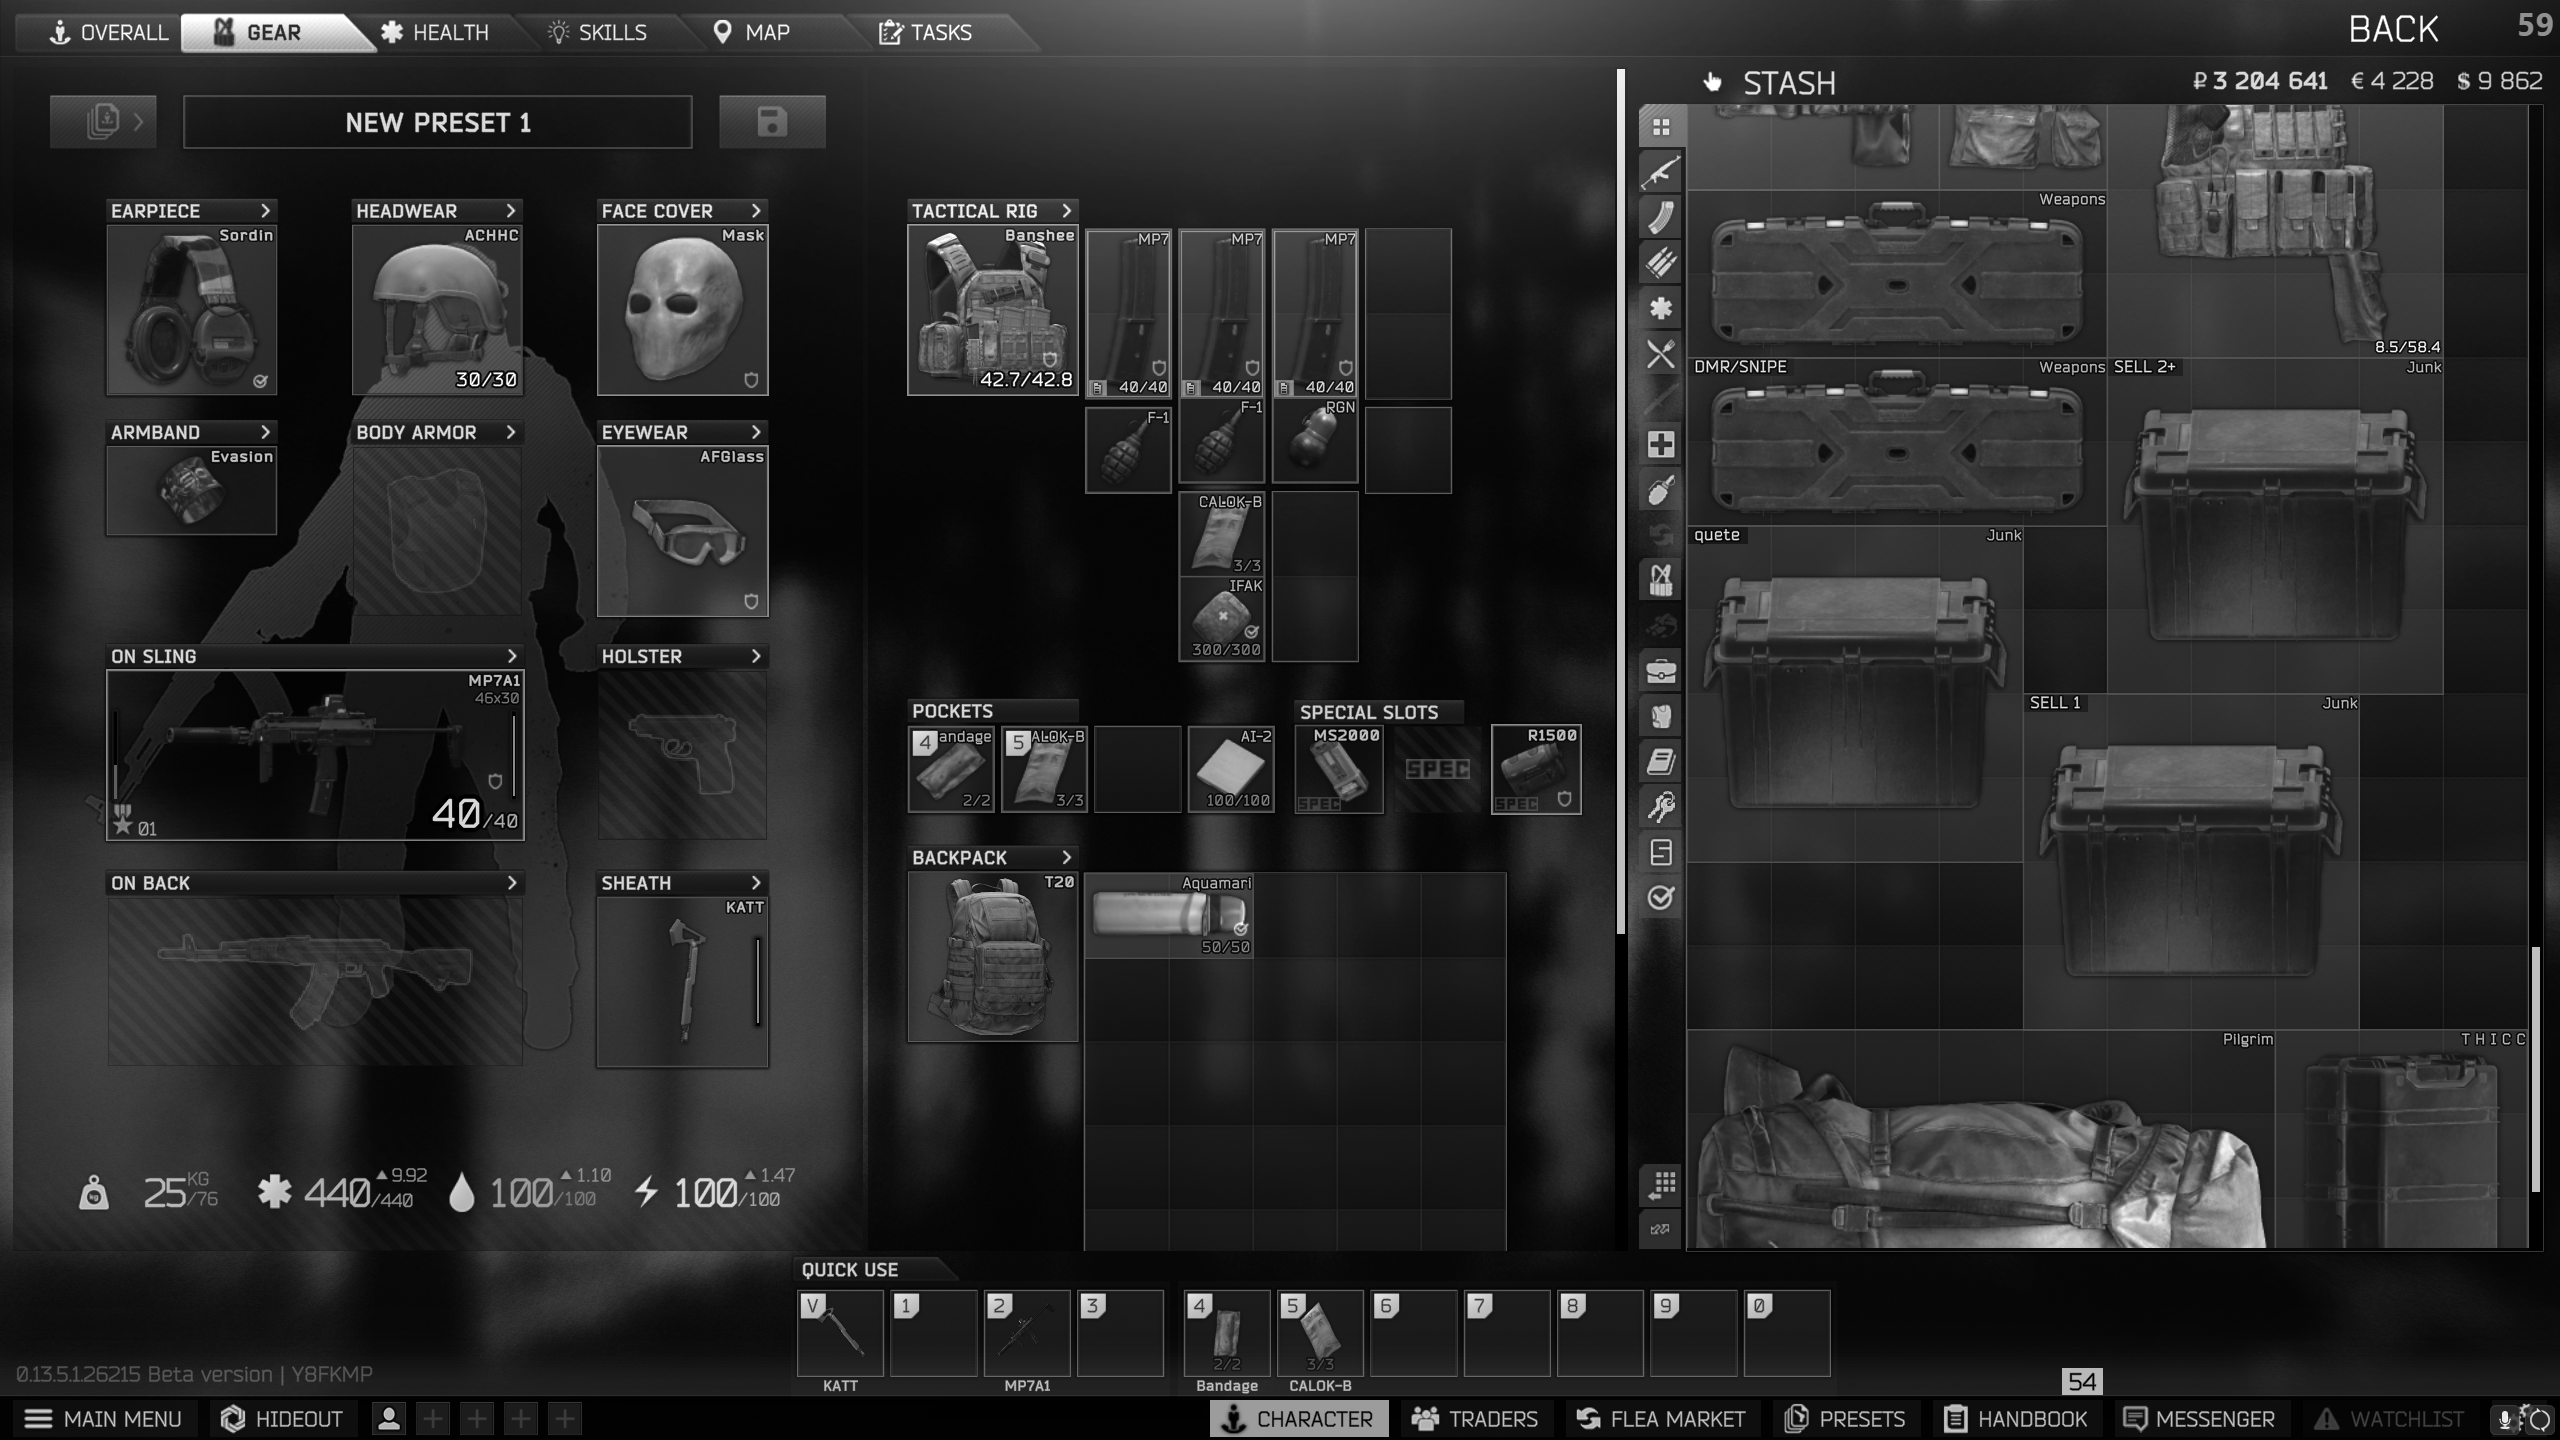 OVERALL
GEAR
HEALTH
SKILLS
MAP
TASKS
BACK
59
NEW PRESET 1
STASH
₽ 3 204 641
€ 4 228
$ 9 862
EARPIECE
Sordin
HEADWEAR
ACHHC
30/30
FACE COVER
Mask
ARMBAND
Evasion
BODY ARMOR
EYEWEAR
AFGlass
ON SLING
MP7A1
46x30
01
40/40
HOLSTER
ON BACK
SHEATH
KATT
25 KG /76
440/440 9.92
100/100 1.10
100/100 1.47
TACTICAL RIG
Banshee
42.7/42.8
MP7
40/40
MP7
40/40
MP7
40/40
F-1
F-1
RGN
CALOK-B
3/3
IFAK
300/300
POCKETS
4
andage
2/2
5
ALOK-B
3/3
AI-2
100/100
SPECIAL SLOTS
MS2000
SPEC
SPEC
R1500
SPEC
BACKPACK
T20
Aquamari
50/50
Weapons
8.5/58.4
DMR/SNIPE
Weapons
SELL 2+
Junk
quete
Junk
SELL 1
Junk
Pilgrim
T H I C C
QUICK USE
V
KATT
1
2
MP7A1
3
4
2/2
Bandage
5
3/3
CALOK-B
6
7
8
9
0
0.13.5.1.26215 Beta version | Y8FKMP
54
MAIN MENU
HIDEOUT
CHARACTER
TRADERS
FLEA MARKET
PRESETS
HANDBOOK
MESSENGER
WATCHLIST